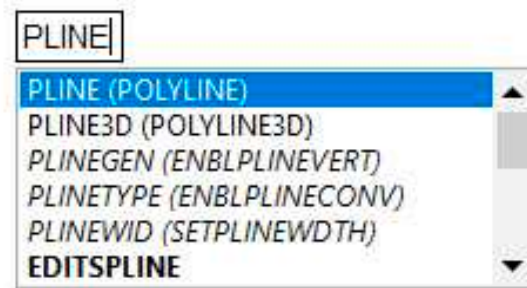 PLINE
PLINE (POLYLINE)
PLINE3D (POLYLINE3D)
PLINEGEN (ENBLPLINEVERT)
PLINETYPE (ENBLPLINECONV)
PLINEWID (SETPLINEWDTH)
EDITSPLINE